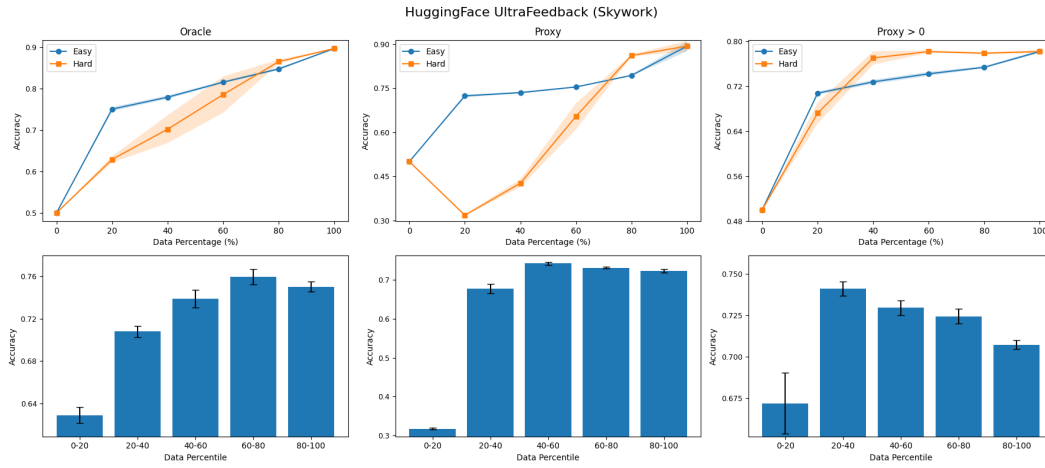 HuggingFace UltraFeedback (Skywork)
Oracle
Easy
Hard
0.9
0.8
0.7
0.6
0.5
Accuracy
0 20 40 60 80 100
Data Percentage (%)
Proxy
Easy
Hard
0.90
0.75
0.60
0.45
0.30
Accuracy
0 20 40 60 80 100
Data Percentage (%)
Proxy > 0
Easy
Hard
0.80
0.72
0.64
0.56
0.48
Accuracy
0 20 40 60 80 100
Data Percentage (%)
0.76
0.72
0.68
0.64
Accuracy
0-20 20-40 40-60 60-80 80-100
Data Percentile
0.7
0.6
0.5
0.4
0.3
Accuracy
0-20 20-40 40-60 60-80 80-100
Data Percentile
0.750
0.725
0.700
0.675
Accuracy
0-20 20-40 40-60 60-80 80-100
Data Percentile